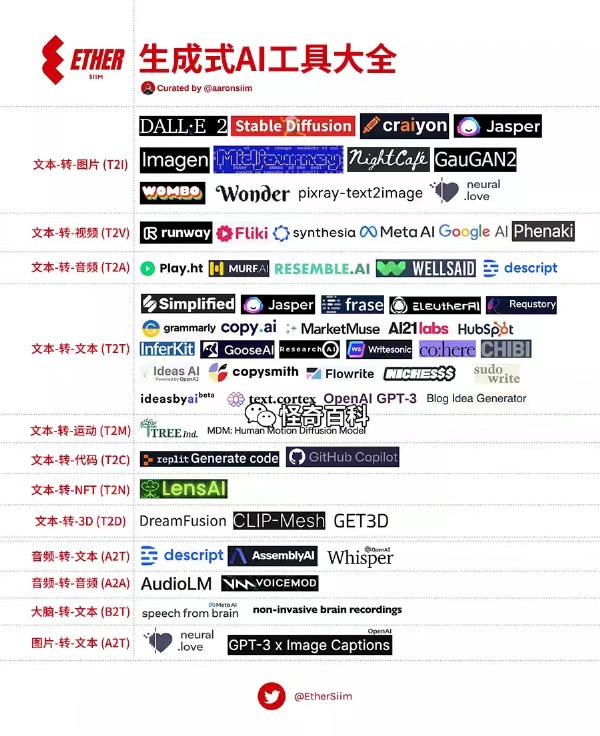 ETHER
SIIM
生成式AI工具大全
Curated by @aaronsiim
文本-转-图片 (T2I)
DALL·E 2 Stable Diffusion craiyon Jasper
Imagen Midjourney NightCafé GauGAN2
WOMBO Wonder pixray-text2image neural.love
文本-转-视频 (T2V)
runway Fliki synthesia Meta AI Google AI Phenaki
文本-转-音频 (T2A)
Play.ht MURF.AI RESEMBLE.AI WELLSAID descript
文本-转-文本 (T2T)
Simplified Jasper frase EleutherAI Requstory
grammarly copy.ai MarketMuse AI21labs HubSpot
InferKit GooseAI Research AI Writesonic co:here CHIBI
Ideas AI Powered by OpenAI copysmith Flowrite NICHE$$$ sudowrite
ideasbyai beta text.cortex OpenAI GPT-3 Blog Idea Generator
怪奇百科
文本-转-运动 (T2M)
TREE Ind. MDM: Human Motion Diffusion Model
文本-转-代码 (T2C)
replit Generate code GitHub Copilot
文本-转-NFT (T2N)
LensAI
文本-转-3D (T2D)
DreamFusion CLIP-Mesh GET3D
音频-转-文本 (A2T)
descript AssemblyAI OpenAI Whisper
音频-转-音频 (A2A)
AudioLM VOICEMOD
大脑-转-文本 (B2T)
Meta AI speech from brain non-invasive brain recordings
图片-转-文本 (A2T)
neural.love OpenAI GPT-3 x Image Captions
@EtherSiim